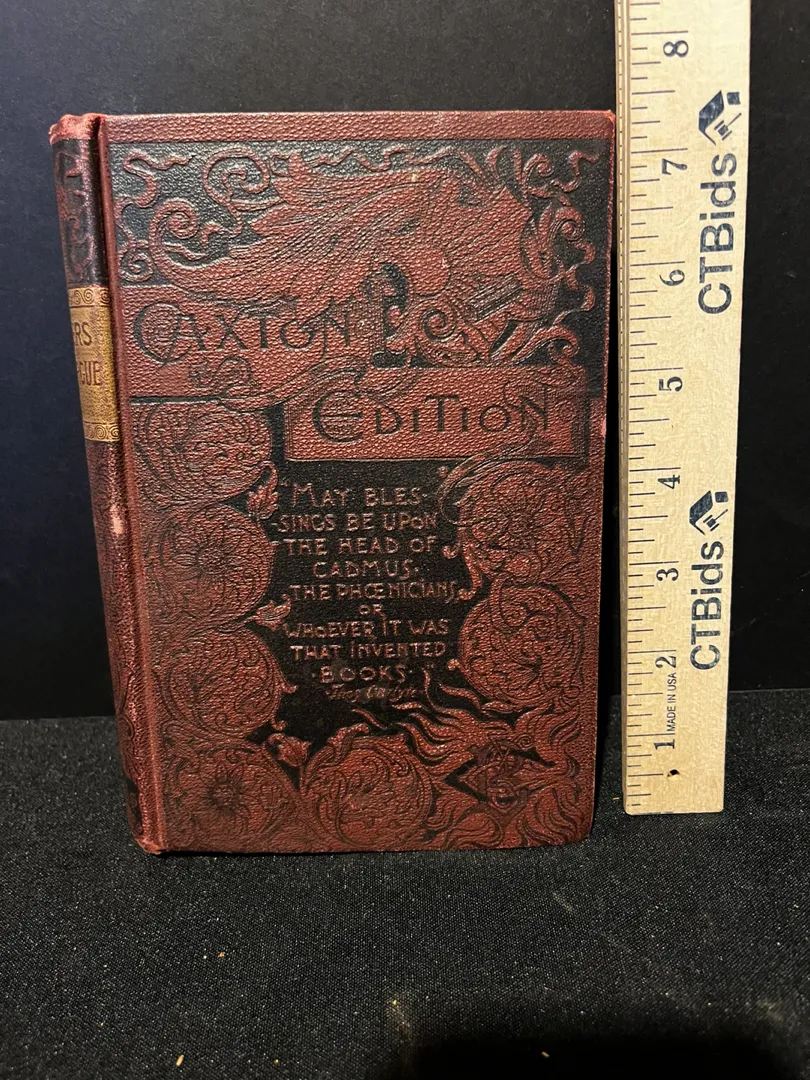 CAXTON
EDITION
"MAY BLES-
SINGS BE UPON
THE HEAD OF
CADMUS.
THE PHŒNICIANS,
OR
WHOEVER IT WAS
THAT INVENTED
BOOKS."
RS
GUE
8
7
6
5
4
3
2
1
CTBids
CTBids
MADE IN USA